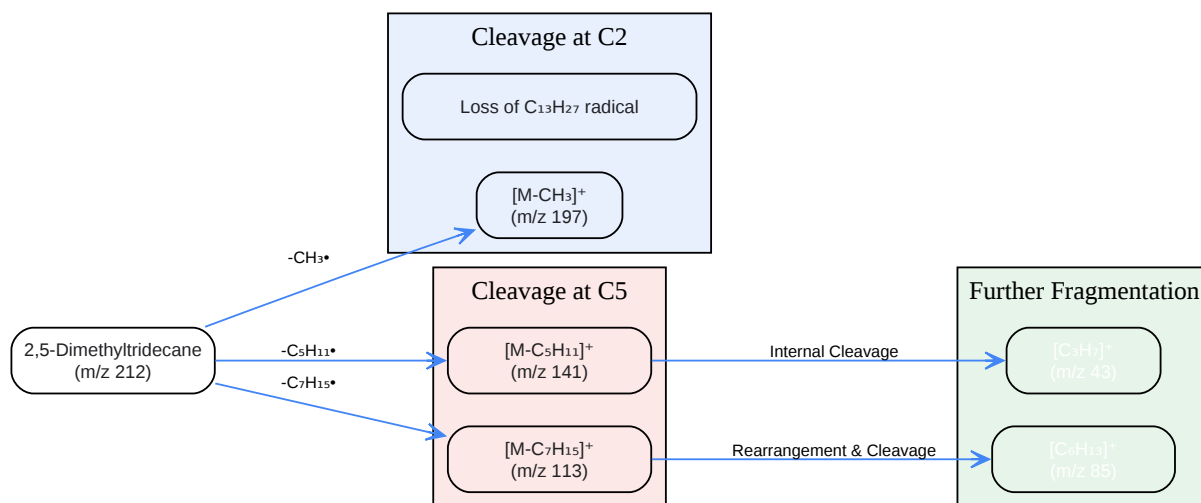 Cleavage at C2
Loss of C₁₃H₂₇ radical
[M-CH₃]⁺
(m/z 197)
-CH₃•
Cleavage at C5
Further Fragmentation
2,5-Dimethyltridecane
(m/z 212)
-C₅H₁₁•
[M-C₅H₁₁]⁺
(m/z 141)
Internal Cleavage
[C₃H₇]⁺
(m/z 43)
-C₇H₁₅•
[M-C₇H₁₅]⁺
(m/z 113)
Rearrangement & Cleavage
[C₆H₁₃]⁺
(m/z 85)